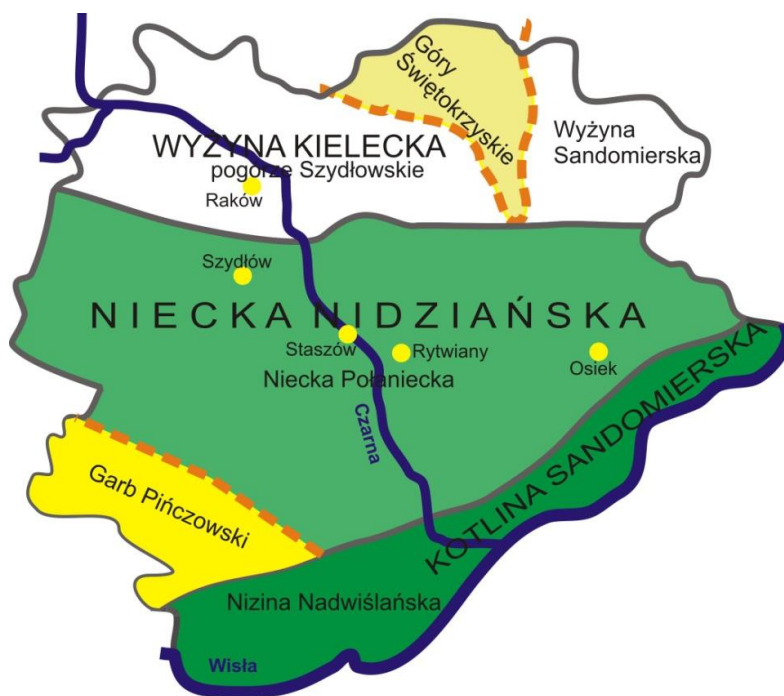 Góry
Świętokrzyskie
Wyżyna
Sandomierska
WYŻYNA KIELECKA
pogórze Szydłowskie
Raków
Szydłów
NIECKA NIDZIAŃSKA
Staszów
Rytwiany
Osiek
Niecka Połaniecka
Czarna
KOTLINA SANDOMIERSKA
Garb Pińczowski
Nizina Nadwiślańska
Wisła